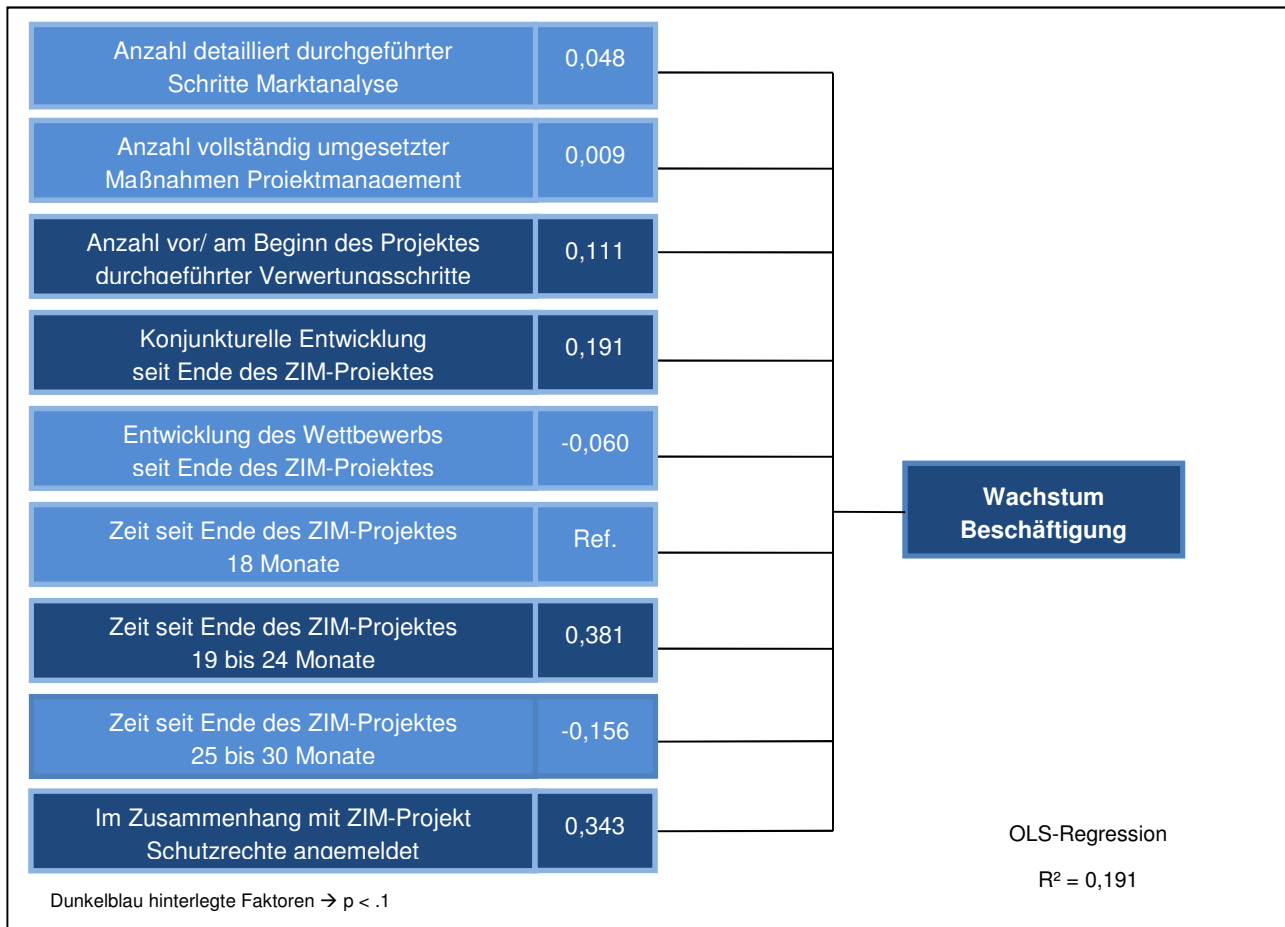 Anzahl detailliert durchgeführter
Schritte Marktanalyse
0,048
Anzahl vollständig umgesetzter
Maßnahmen Projektmanagement
0,009
Anzahl vor/ am Beginn des Projektes
durchgeführter Verwertungsschritte
0,111
Konjunkturelle Entwicklung
seit Ende des ZIM-Projektes
0,191
Entwicklung des Wettbewerbs
seit Ende des ZIM-Projektes
-0,060
Zeit seit Ende des ZIM-Projektes
18 Monate
Ref.
Zeit seit Ende des ZIM-Projektes
19 bis 24 Monate
0,381
Zeit seit Ende des ZIM-Projektes
25 bis 30 Monate
-0,156
Im Zusammenhang mit ZIM-Projekt
Schutzrechte angemeldet
0,343
Wachstum
Beschäftigung
OLS-Regression
R² = 0,191
Dunkelblau hinterlegte Faktoren → p < .1